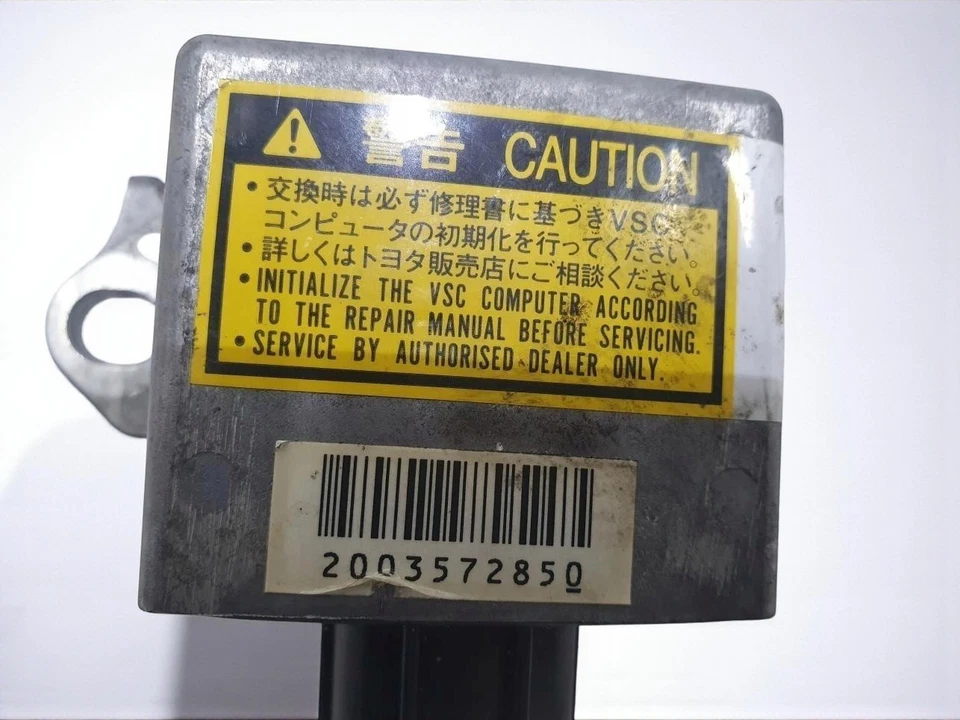 警告 CAUTION
・交換時は必ず修理書に基づきVSC
コンピュータの初期化を行ってください。
・詳しくはトヨタ販売店にご相談ください。
• INITIALIZE THE VSC COMPUTER ACCORDING
TO THE REPAIR MANUAL BEFORE SERVICING.
• SERVICE BY AUTHORISED DEALER ONLY.
2003572850